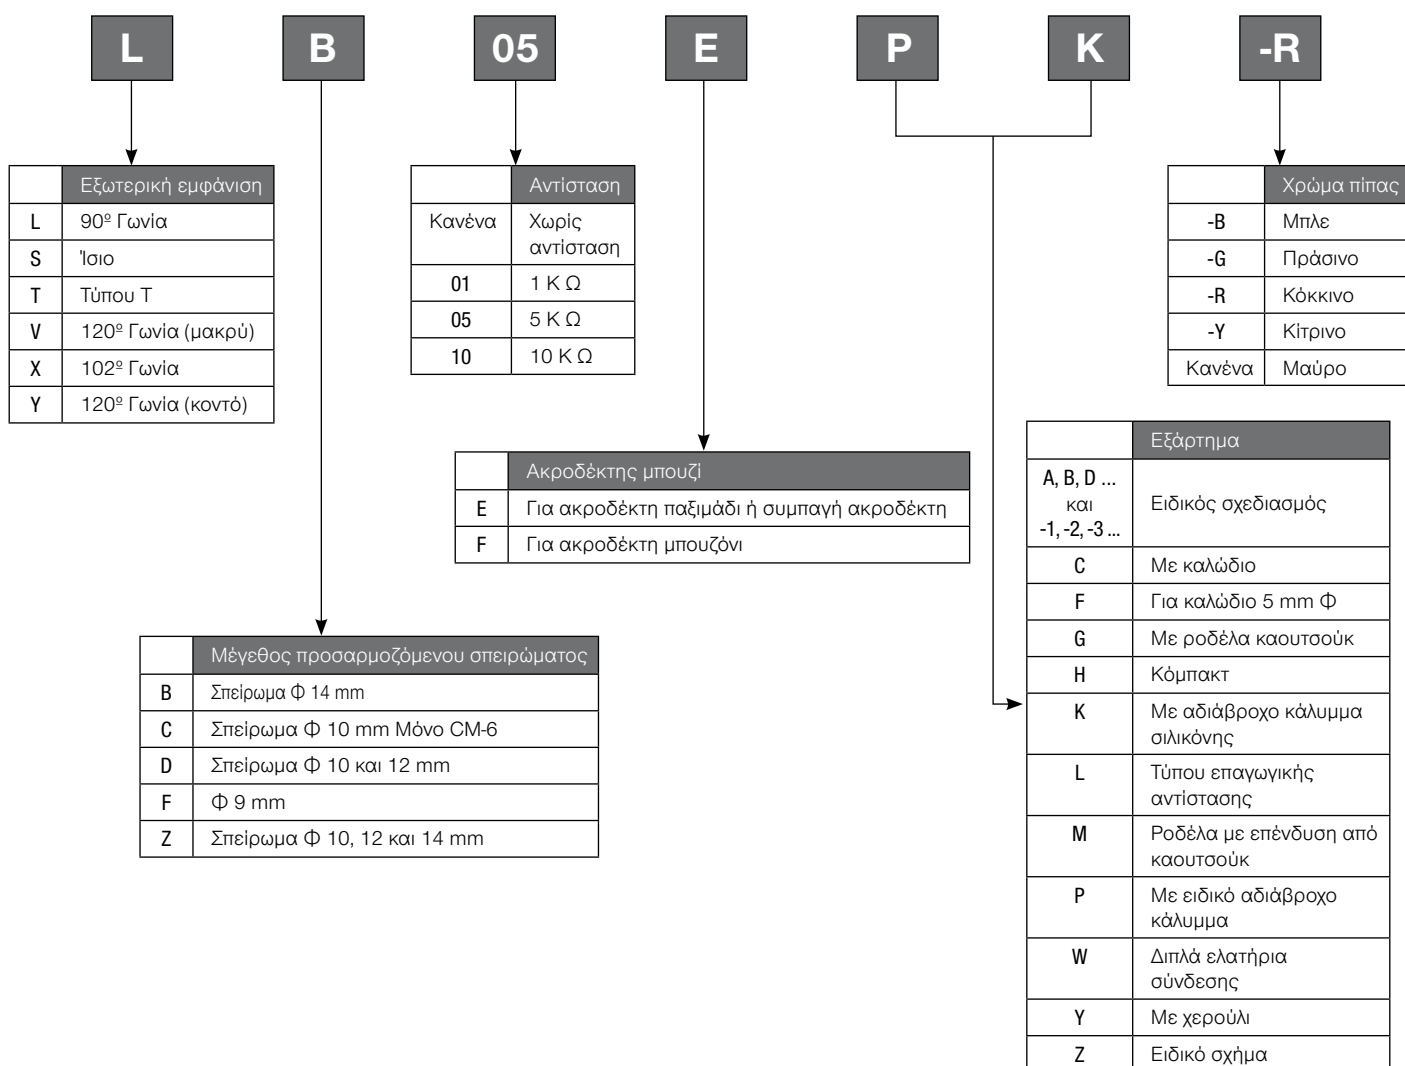 L B 05 E P K -R
Εξωτερική εμφάνιση
L 90º Γωνία
S Ίσιο
T Τύπου Τ
V 120º Γωνία (μακρύ)
X 102º Γωνία
Y 120º Γωνία (κοντό)
Αντίσταση
Κανένα Χωρίς
αντίσταση
01 1 K Ω
05 5 K Ω
10 10 K Ω
Χρώμα πίπας
-B Μπλε
-G Πράσινο
-R Κόκκινο
-Y Κίτρινο
Κανένα Μαύρο
Ακροδέκτης μπουζί
E Για ακροδέκτη παξιμάδι ή συμπαγή ακροδέκτη
F Για ακροδέκτη μπουζόνι
Μέγεθος προσαρμοζόμενου σπειρώματος
B Σπείρωμα Φ 14 mm
C Σπείρωμα Φ 10 mm Μόνο CM-6
D Σπείρωμα Φ 10 και 12 mm
F Φ 9 mm
Z Σπείρωμα Φ 10, 12 και 14 mm
Εξάρτημα
A, B, D ...
και
-1, -2, -3 ...
Ειδικός σχεδιασμός
C Με καλώδιο
F Για καλώδιο 5 mm Φ
G Με ροδέλα καουτσούκ
H Κόμπακτ
K Με αδιάβροχο κάλυμμα
σιλικόνης
L Τύπου επαγωγικής
αντίστασης
M Ροδέλα με επένδυση από
καουτσούκ
P Με ειδικό αδιάβροχο
κάλυμμα
W Διπλά ελατήρια
σύνδεσης
Y Με χερούλι
Z Ειδικό σχήμα